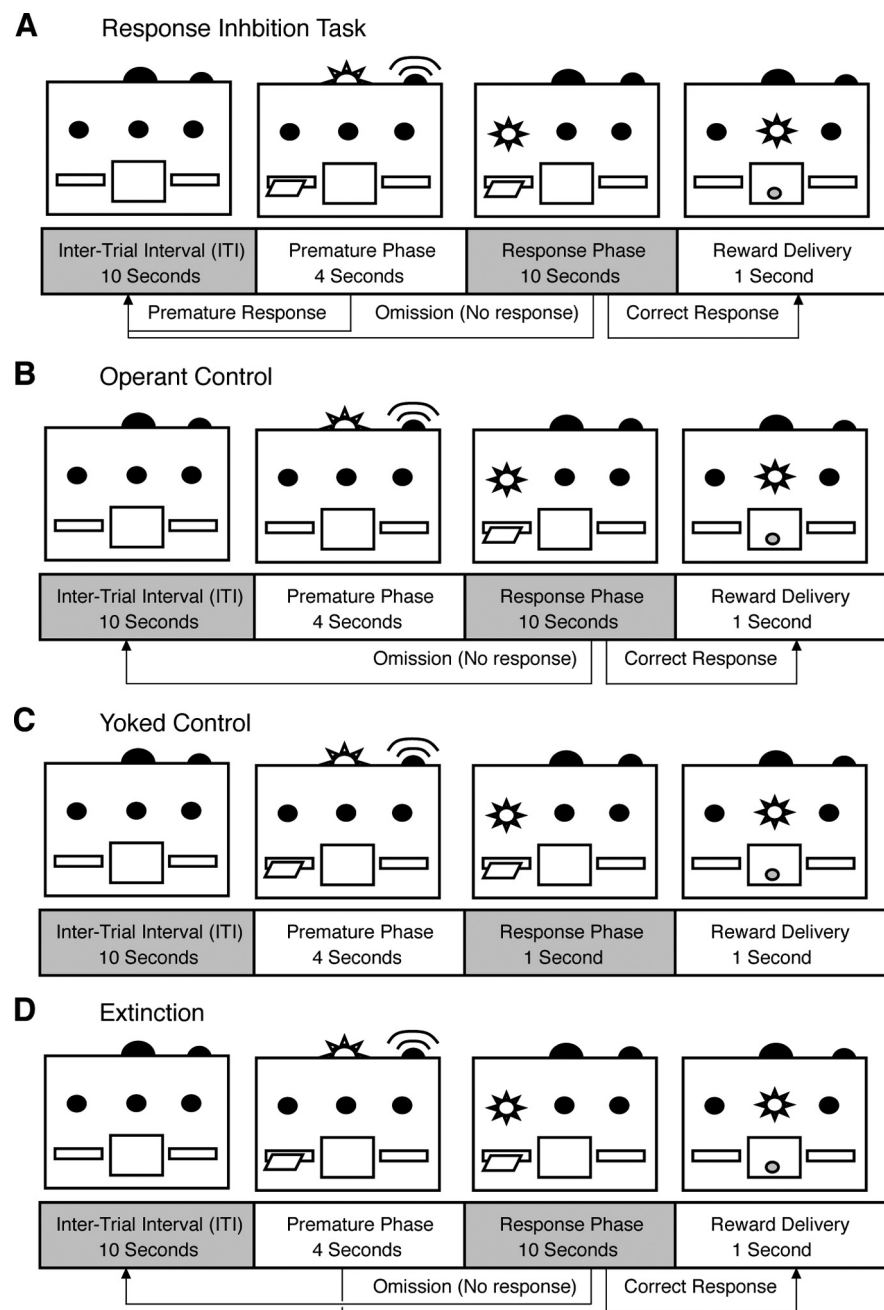 A Response Inhbition Task
Inter-Trial Interval (ITI) Premature Phase Response Phase Reward Delivery
10 Seconds 4 Seconds 10 Seconds 1 Second
Premature Response Omission (No response) Correct Response
B Operant Control
Inter-Trial Interval (ITI) Premature Phase Response Phase Reward Delivery
10 Seconds 4 Seconds 10 Seconds 1 Second
Omission (No response) Correct Response
C Yoked Control
Inter-Trial Interval (ITI) Premature Phase Response Phase Reward Delivery
10 Seconds 4 Seconds 1 Second 1 Second
D Extinction
Inter-Trial Interval (ITI) Premature Phase Response Phase Reward Delivery
10 Seconds 4 Seconds 10 Seconds 1 Second
Omission (No response) Correct Response